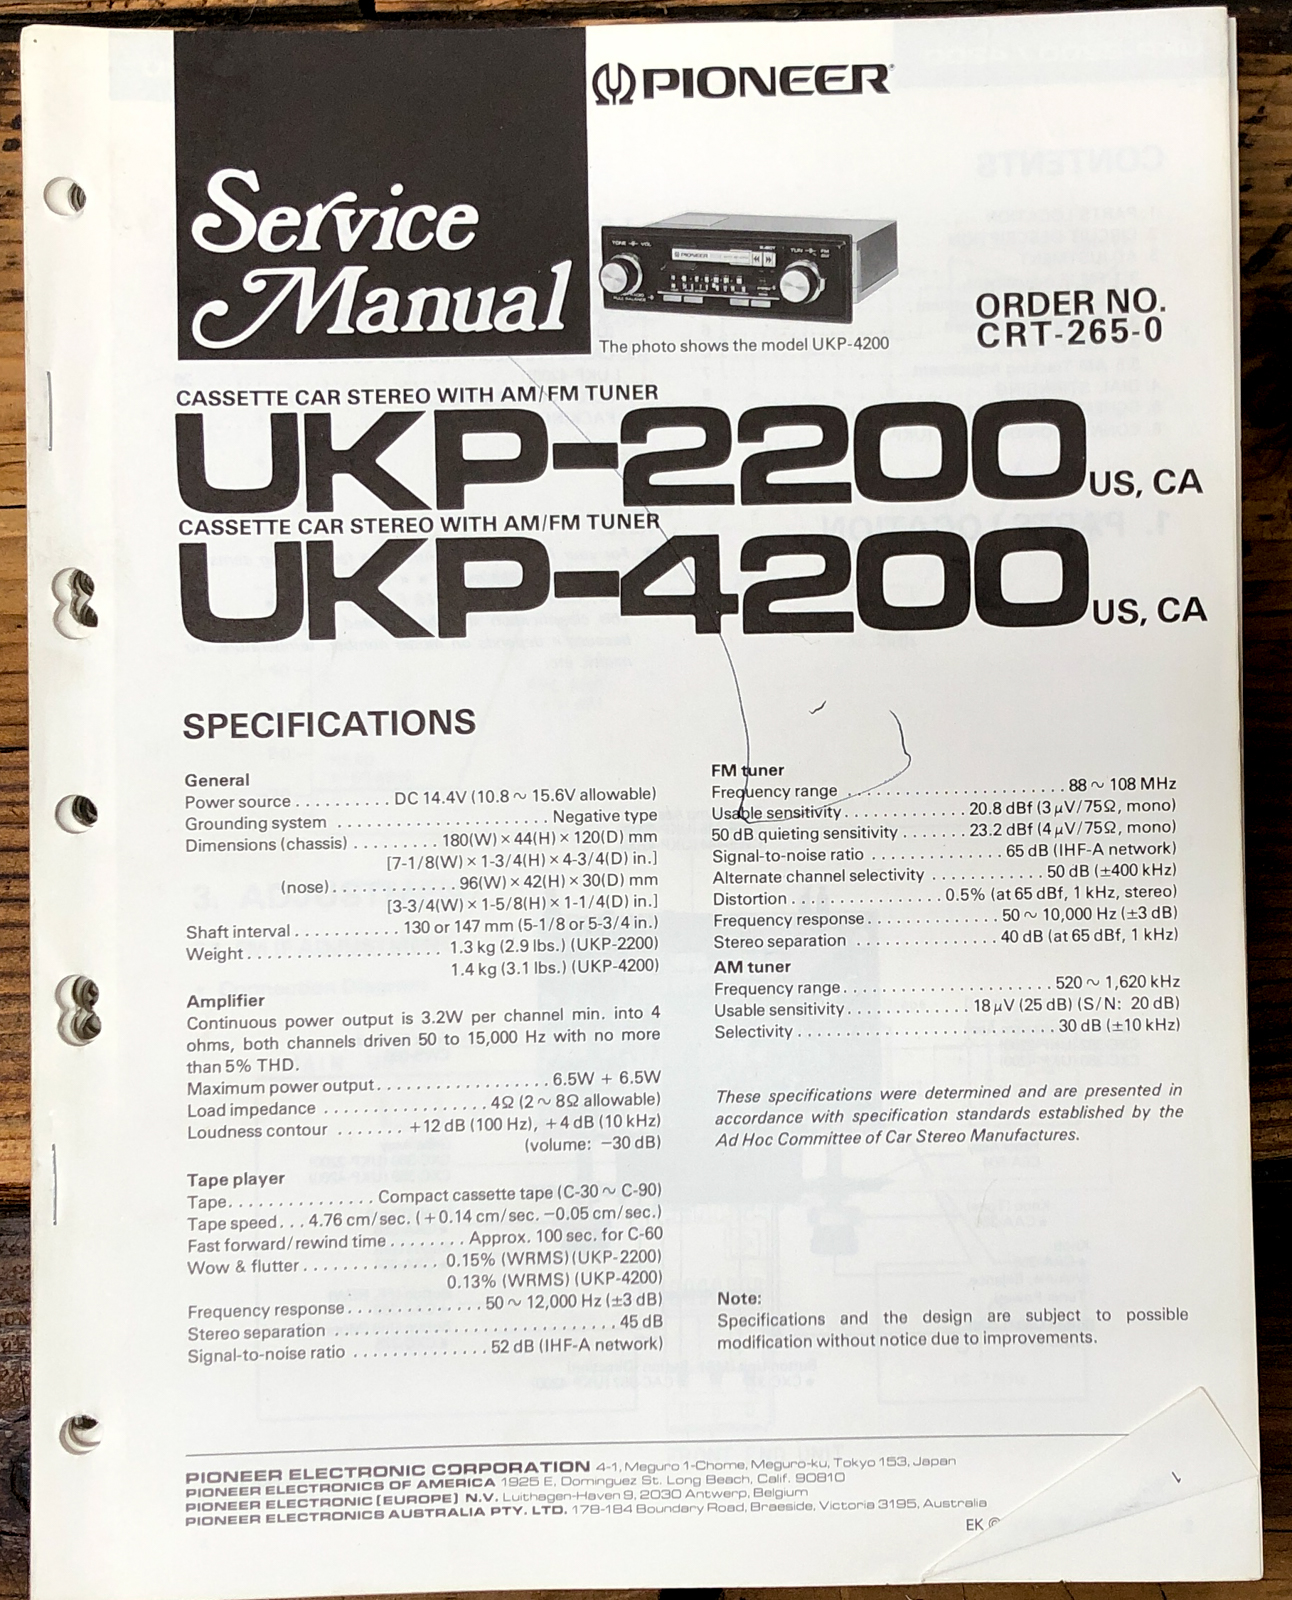 Service
Manual
PIONEER
The photo shows the model UKP-4200
ORDER NO.
CRT-265-0
CASSETTE CAR STEREO WITH AM/FM TUNER
UKP-2200 US, CA
CASSETTE CAR STEREO WITH AM/FM TUNER
UKP-4200 US, CA
SPECIFICATIONS
General
Power source . . . . . . . . . . DC 14.4V (10.8 ~ 15.6V allowable)
Grounding system . . . . . . . . . . . . . . . . . . . . . . Negative type
Dimensions (chassis) . . . . . . . . . 180(W) × 44(H) × 120(D) mm
[7-1/8(W) × 1-3/4(H) × 4-3/4(D) in.]
(nose) . . . . . . . . . . . . . 96(W) × 42(H) × 30(D) mm
[3-3/4(W) × 1-5/8(H) × 1-1/4(D) in.]
Shaft interval . . . . . . . . . . . 130 or 147 mm (5-1/8 or 5-3/4 in.)
Weight . . . . . . . . . . . . . . . . . . . . 1.3 kg (2.9 lbs.) (UKP-2200)
1.4 kg (3.1 lbs.) (UKP-4200)
Amplifier
Continuous power output is 3.2W per channel min. into 4
ohms, both channels driven 50 to 15,000 Hz with no more
than 5% THD.
Maximum power output . . . . . . . . . . . . . . . . . . 6.5W + 6.5W
Load impedance . . . . . . . . . . . . . . . . . 4Ω (2 ~ 8Ω allowable)
Loudness contour . . . . . . . +12 dB (100 Hz), +4 dB (10 kHz)
(volume: −30 dB)
Tape player
Tape . . . . . . . . . . . . . . . Compact cassette tape (C-30 ~ C-90)
Tape speed . . . 4.76 cm/sec. (+0.14 cm/sec. −0.05 cm/sec.)
Fast forward/rewind time . . . . . . . . Approx. 100 sec. for C-60
Wow & flutter . . . . . . . . . . . . . . 0.15% (WRMS) (UKP-2200)
0.13% (WRMS) (UKP-4200)
Frequency response . . . . . . . . . . . . . . 50 ~ 12,000 Hz (±3 dB)
Stereo separation . . . . . . . . . . . . . . . . . . . . . . . . . . . . . 45 dB
Signal-to-noise ratio . . . . . . . . . . . . . . 52 dB (IHF-A network)
FM tuner
Frequency range . . . . . . . . . . . . . . . . . . . . . . . 88 ~ 108 MHz
Usable sensitivity . . . . . . . . . . . . . 20.8 dBf (3 μV/75Ω, mono)
50 dB quieting sensitivity . . . . . . . 23.2 dBf (4 μV/75Ω, mono)
Signal-to-noise ratio . . . . . . . . . . . . . . 65 dB (IHF-A network)
Alternate channel selectivity . . . . . . . . . . . . 50 dB (±400 kHz)
Distortion . . . . . . . . . . . . . . . 0.5% (at 65 dBf, 1 kHz, stereo)
Frequency response . . . . . . . . . . . . . . 50 ~ 10,000 Hz (±3 dB)
Stereo separation . . . . . . . . . . . . . . . 40 dB (at 65 dBf, 1 kHz)
AM tuner
Frequency range . . . . . . . . . . . . . . . . . . . . . . 520 ~ 1,620 kHz
Usable sensitivity . . . . . . . . . . . . . 18 μV (25 dB) (S/N: 20 dB)
Selectivity . . . . . . . . . . . . . . . . . . . . . . . . . . . 30 dB (±10 kHz)
These specifications were determined and are presented in
accordance with specification standards established by the
Ad Hoc Committee of Car Stereo Manufactures.
Note:
Specifications and the design are subject to possible
modification without notice due to improvements.
PIONEER ELECTRONIC CORPORATION 4-1, Meguro 1-Chome, Meguro-ku, Tokyo 153, Japan
PIONEER ELECTRONICS OF AMERICA 1925 E. Dominguez St. Long Beach, Calif. 90810
PIONEER ELECTRONIC (EUROPE) N.V. Luithagen-Haven 9, 2030 Antwerp, Belgium
PIONEER ELECTRONICS AUSTRALIA PTY. LTD. 178-184 Boundary Road, Braeside, Victoria 3195, Australia
EK ©